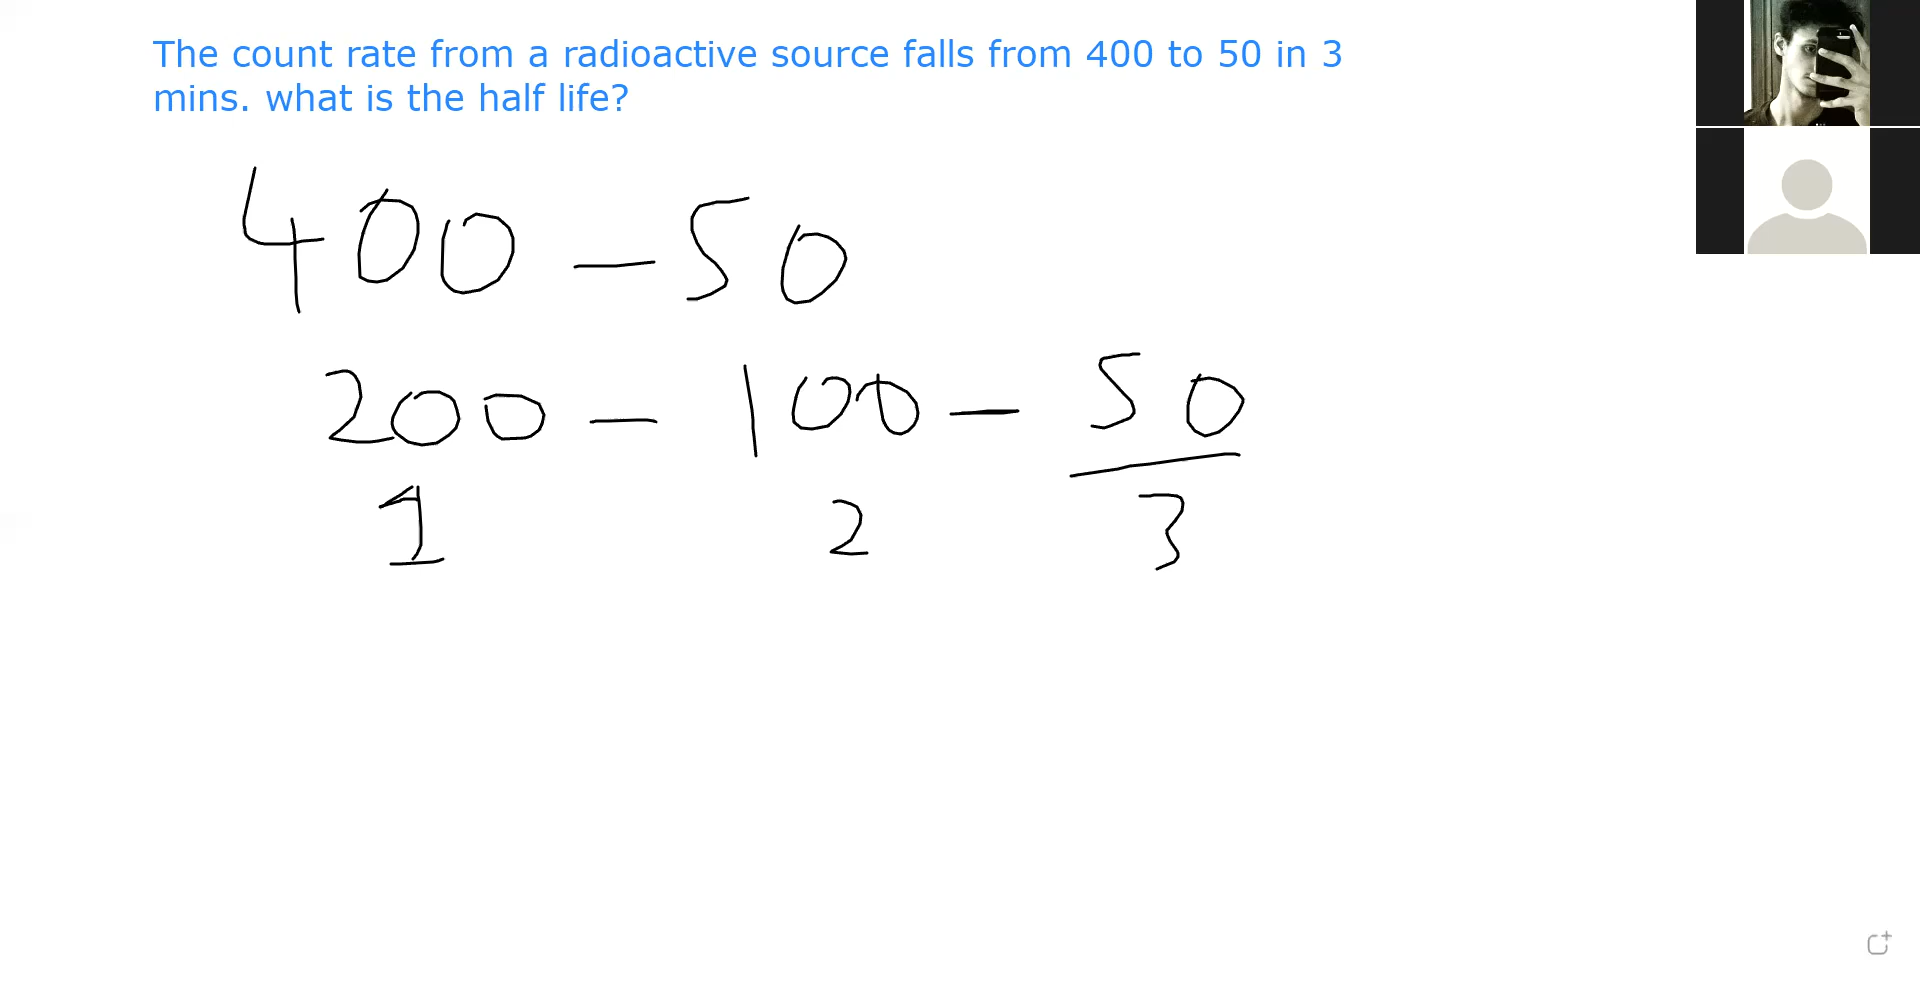 The count rate from a radioactive source falls from 400 to 50 in 3
mins. what is the half life?
400 - 50
200 - 100 - 50
1 2 3